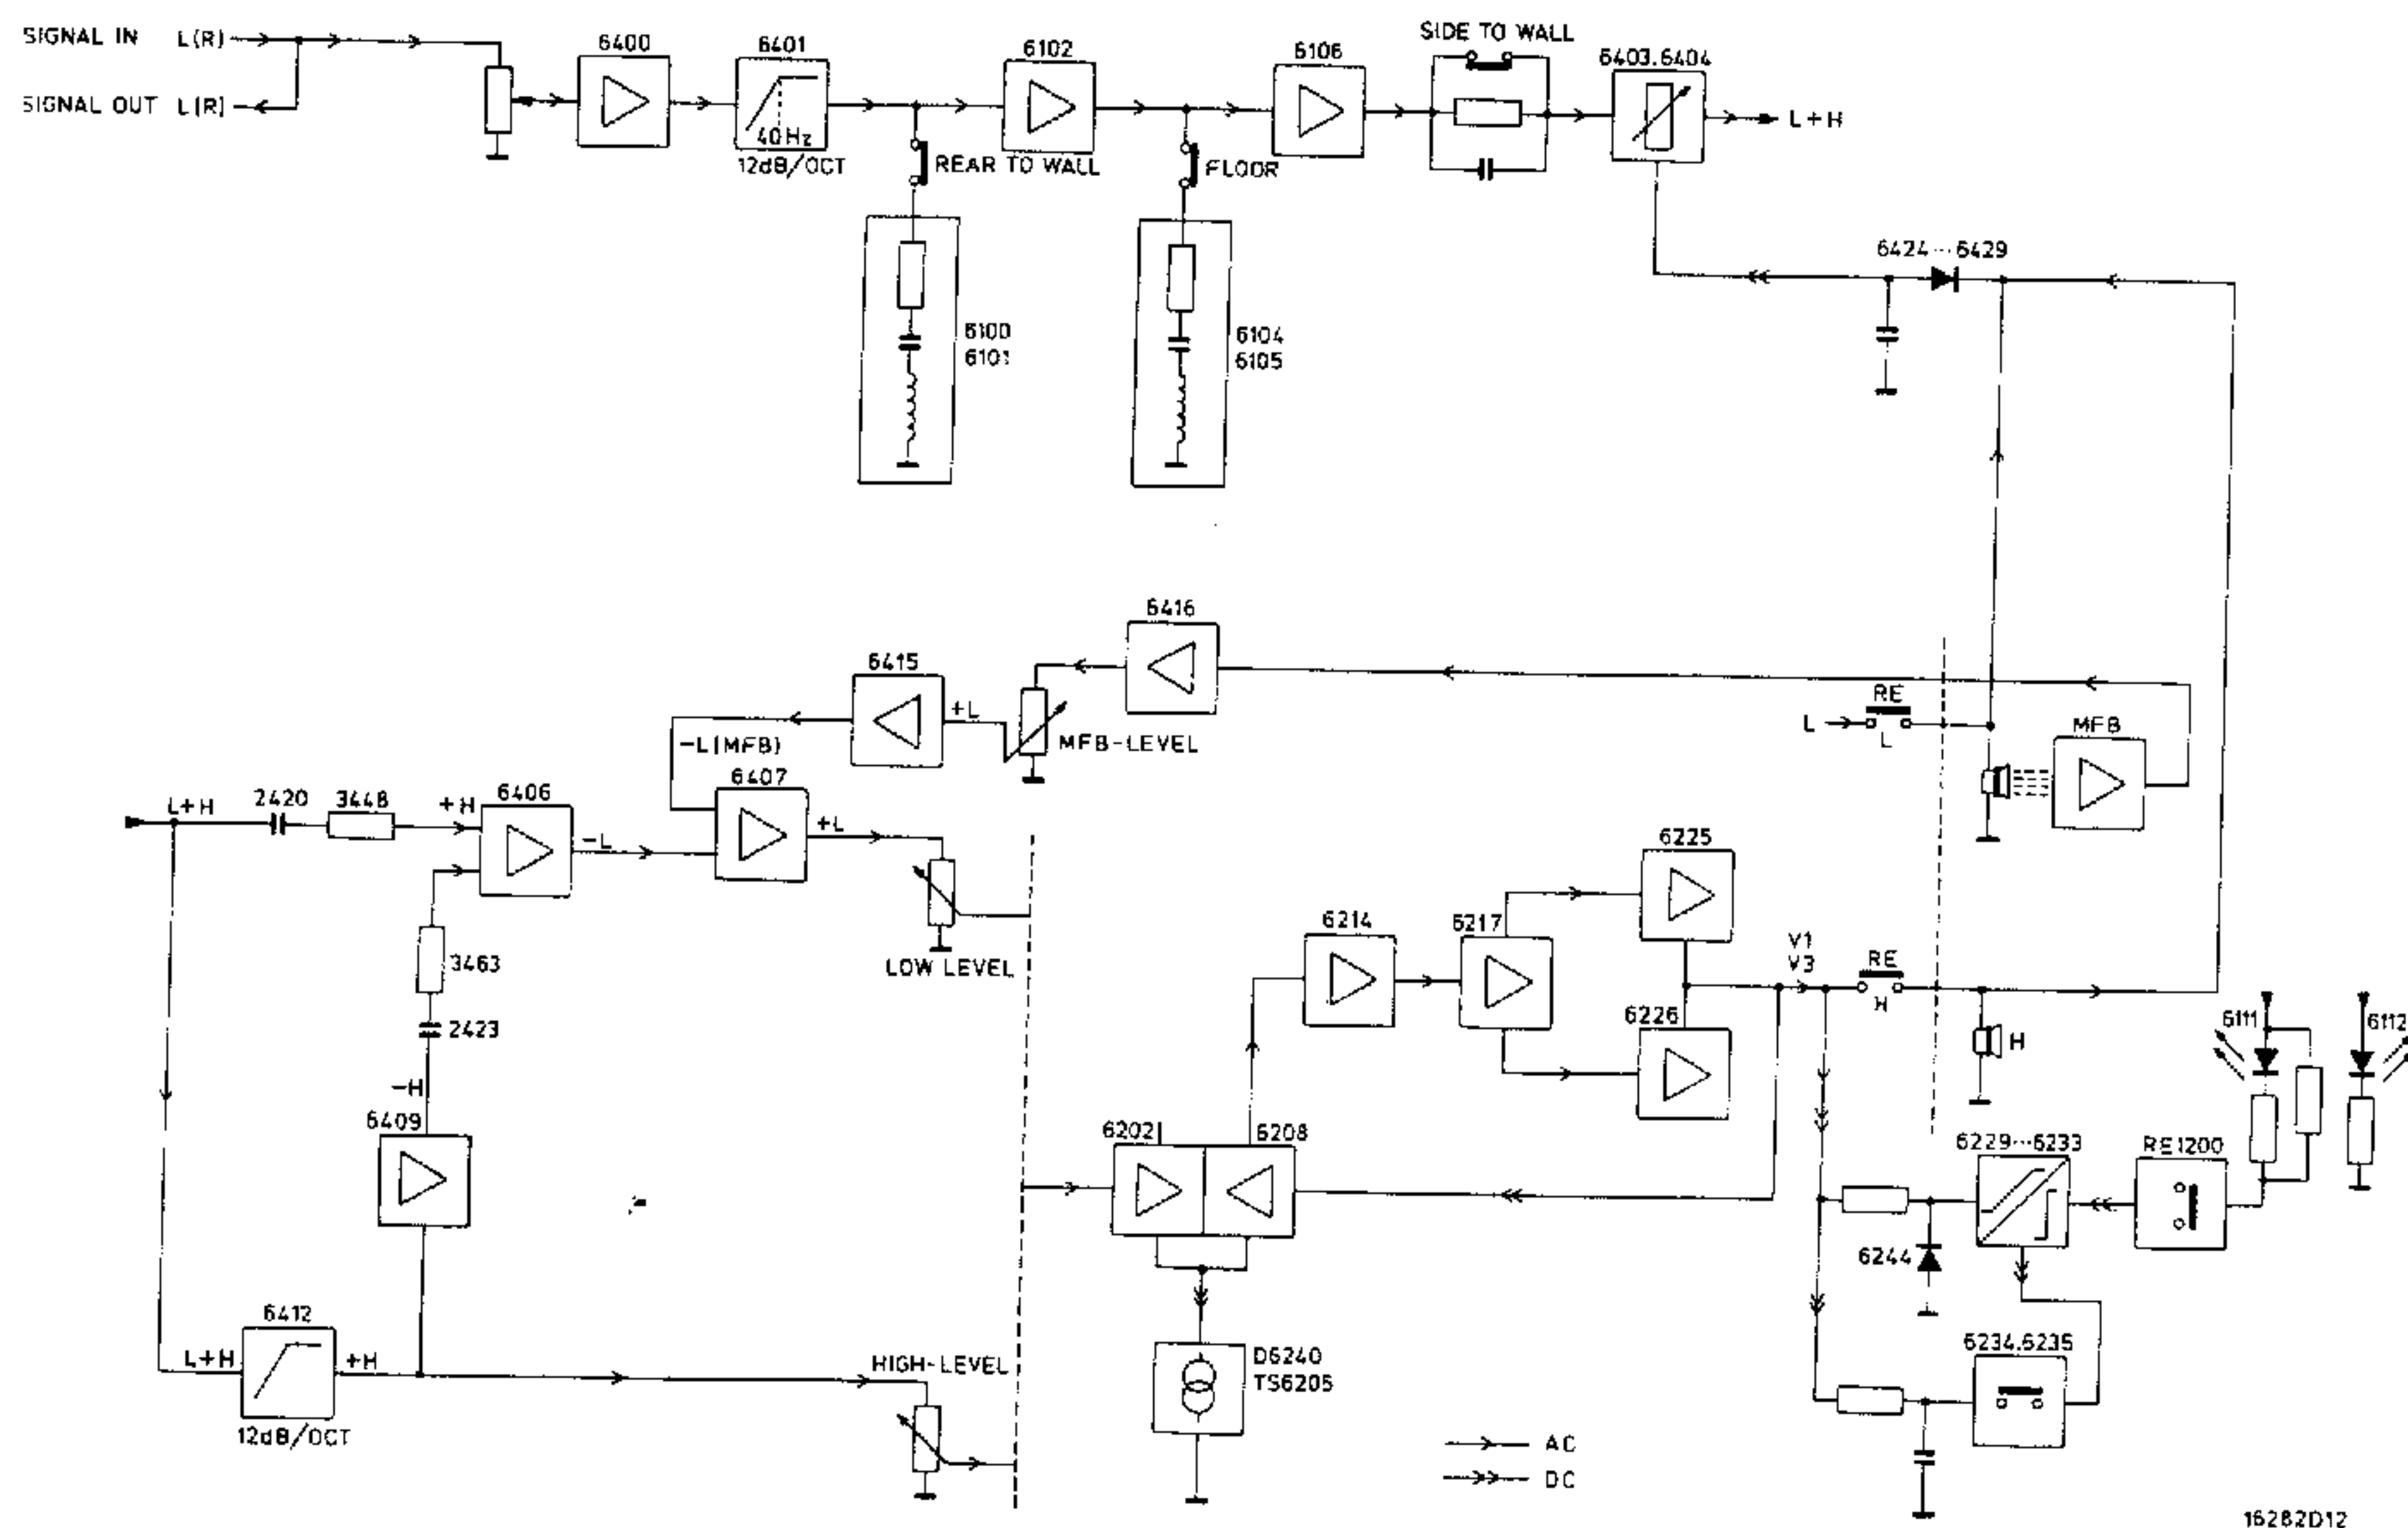 SIGNAL IN L(R)
SIGNAL OUT L(R)
6400
6401
40Hz
12dB/OCT
6102
REAR TO WALL
6106
FLOOR
SIDE TO WALL
6403.6404
L+H
6100
6101
6104
6105
6424...6429
6416
6415
+L
MFB-LEVEL
-L(MFB)
6407
+L
L+H
2420
3448
+H
6406
-L
LOW LEVEL
3463
2423
-H
6409
6412
L+H
+H
12dB/OCT
HIGH-LEVEL
RE
L
L
MFB
6225
6214
6217
6226
V1
V3
RE
H
H
6202
6208
D6240
TS6205
6111
6112
6229...6233
RE1200
6244
6234.6235
AC
DC
16282D12